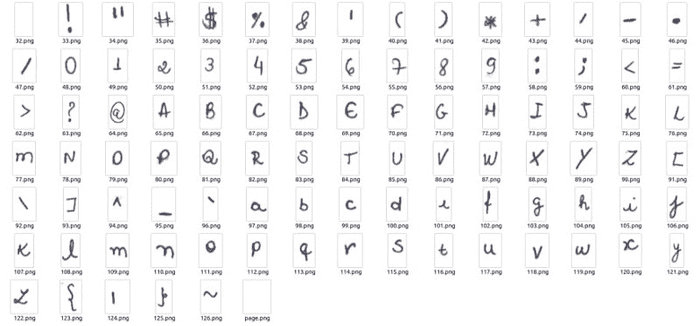 ! " # $ % & ' ( ) * + , - .
32.png 33.png 34.png 35.png 36.png 37.png 38.png 39.png 40.png 41.png 42.png 43.png 44.png 45.png 46.png
/ 0 1 2 3 4 5 6 7 8 9 : ; < =
47.png 48.png 49.png 50.png 51.png 52.png 53.png 54.png 55.png 56.png 57.png 58.png 59.png 60.png 61.png
> ? @ A B C D E F G H I J K L
62.png 63.png 64.png 65.png 66.png 67.png 68.png 69.png 70.png 71.png 72.png 73.png 74.png 75.png 76.png
m N O P Q R S T U V W X Y Z [
77.png 78.png 79.png 80.png 81.png 82.png 83.png 84.png 85.png 86.png 87.png 88.png 89.png 90.png 91.png
\ ] ^ _ ` a b c d e f g h i j
92.png 93.png 94.png 95.png 96.png 97.png 98.png 99.png 100.png 101.png 102.png 103.png 104.png 105.png 106.png
k l m n o p q r s t u v w x y
107.png 108.png 109.png 110.png 111.png 112.png 113.png 114.png 115.png 116.png 117.png 118.png 119.png 120.png 121.png
z { | } ~
122.png 123.png 124.png 125.png 126.png page.png